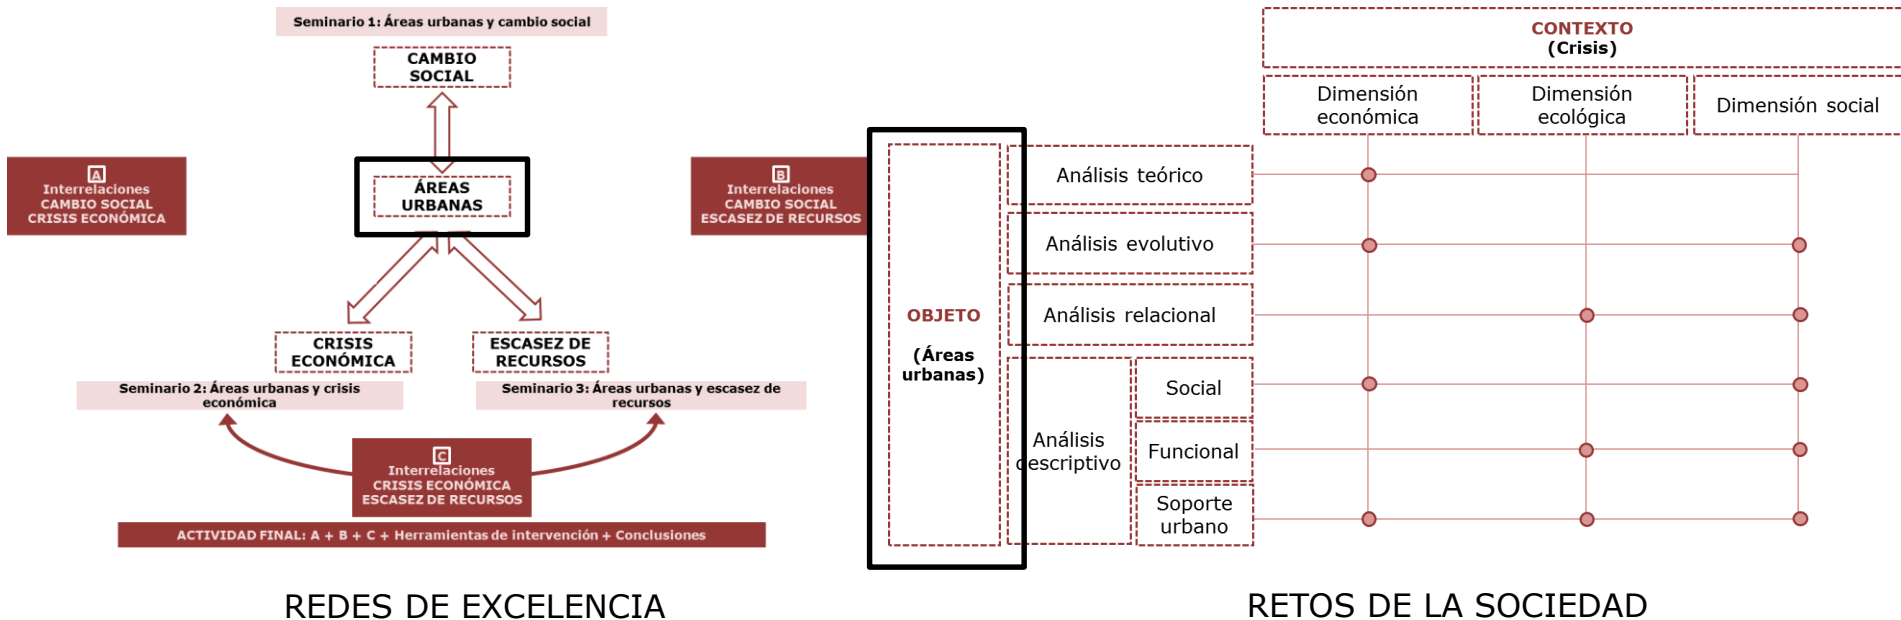 Seminario 1: Áreas urbanas y cambio social
CAMBIO
SOCIAL
A
Interrelaciones
CAMBIO SOCIAL
CRISIS ECONÓMICA
ÁREAS
URBANAS
B
Interrelaciones
CAMBIO SOCIAL
ESCASEZ DE RECURSOS
CRISIS
ECONÓMICA
ESCASEZ DE
RECURSOS
Seminario 2: Áreas urbanas y crisis
económica
Seminario 3: Áreas urbanas y escasez de
recursos
C
Interrelaciones
CRISIS ECONÓMICA
ESCASEZ DE RECURSOS
ACTIVIDAD FINAL: A + B + C + Herramientas de intervención + Conclusiones
REDES DE EXCELENCIA
CONTEXTO
(Crisis)
Dimensión
económica
Dimensión
ecológica
Dimensión social
OBJETO
(Áreas
urbanas)
Análisis teórico
Análisis evolutivo
Análisis relacional
Análisis
descriptivo
Social
Funcional
Soporte
urbano
RETOS DE LA SOCIEDAD